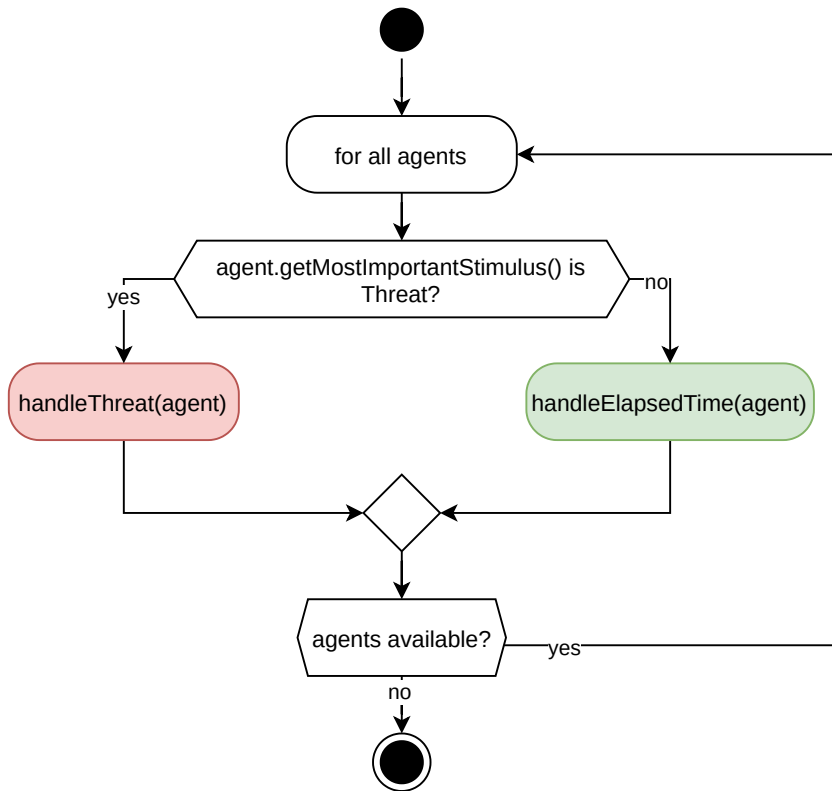 for all agents
agent.getMostImportantStimulus() is
Threat?
yes
no
handleThreat(agent)
handleElapsedTime(agent)
agents available?
yes
no